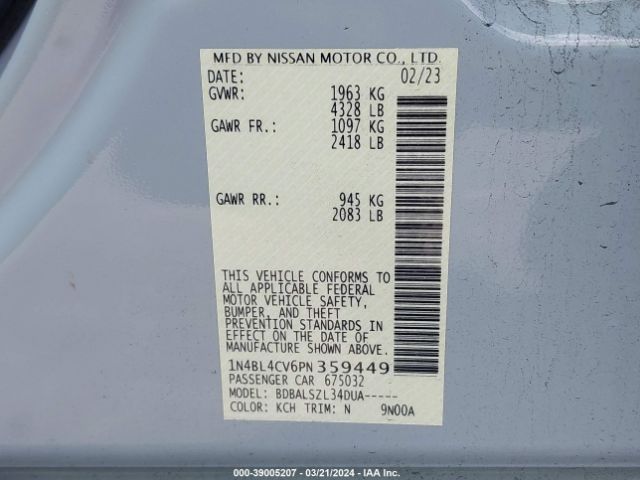 MFD BY NISSAN MOTOR CO., LTD.
DATE: 02/23
GVWR: 1963 KG
4328 LB
GAWR FR.: 1097 KG
2418 LB
GAWR RR.: 945 KG
2083 LB
THIS VEHICLE CONFORMS TO
ALL APPLICABLE FEDERAL
MOTOR VEHICLE SAFETY,
BUMPER, AND THEFT
PREVENTION STANDARDS IN
EFFECT ON THE DATE OF
MANUFACTURE SHOWN ABOVE.
1N4BL4CV6PN359449
PASSENGER CAR 675032
MODEL: BDBALSZL34DUA-----
COLOR: KCH TRIM: N 9N00A
000-39005207 - 03/21/2024 - IAA Inc.